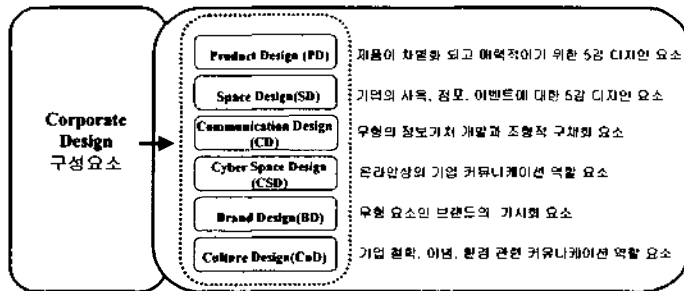 Corporate
Design
구성요소
Product Design (PD)
제품이 차별화 되고 매력적이기 위한 5감 디자인 요소
Space Design(SD)
기업의 사옥, 점포, 이벤트에 대한 5감 디자인 요소
Communication Design
(CD)
무형의 정보가치 개발과 조형적 구체화 요소
Cyber Space Design
(CSD)
온라인상의 기업 커뮤니케이션 역할 요소
Brand Design(BD)
무형 요소인 브랜드의 가시화 요소
Culture Design(CuD)
기업 철학, 이념, 환경 관련 커뮤니케이션 역할 요소